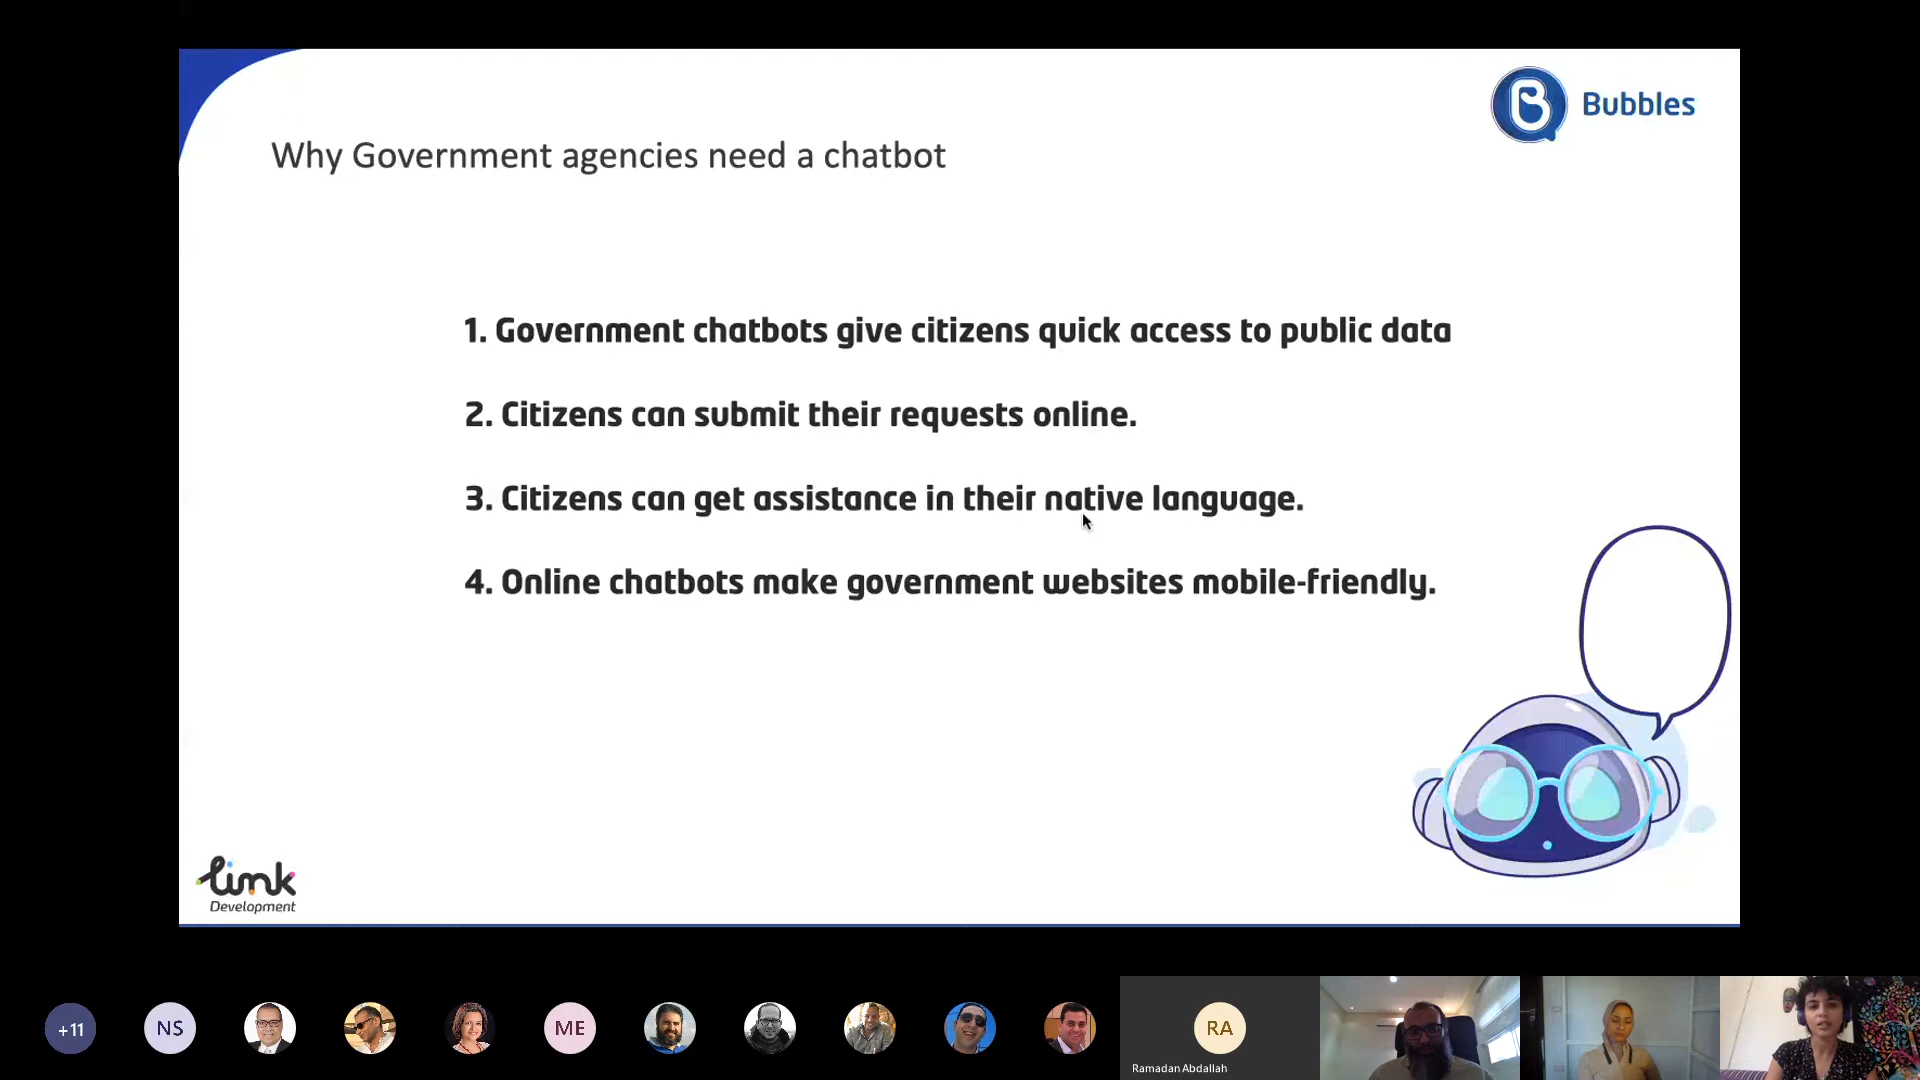 Bubbles
Why Government agencies need a chatbot
1. Government chatbots give citizens quick access to public data
2. Citizens can submit their requests online.
3. Citizens can get assistance in their native language.
4. Online chatbots make government websites mobile-friendly.
link
Development
+11
NS
ME
RA
Ramadan Abdallah